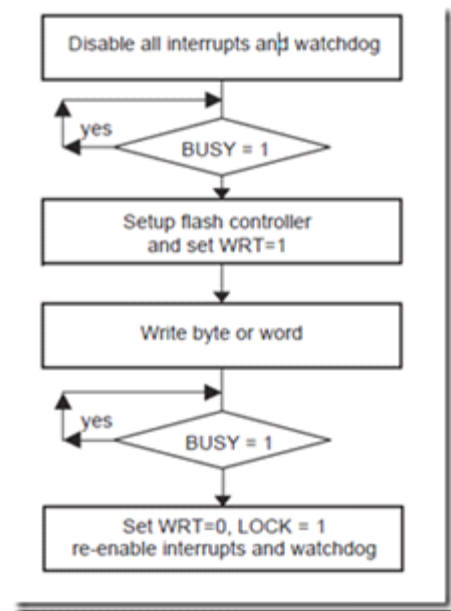 Disable all interrupts and watchdog
yes
BUSY = 1
Setup flash controller
and set WRT=1
Write byte or word
yes
BUSY = 1
Set WRT=0, LOCK = 1
re-enable interrupts and watchdog